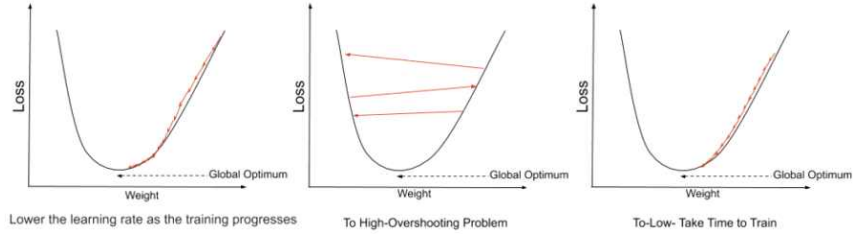 Loss
Global Optimum
Weight
Lower the learning rate as the training progresses
Loss
Global Optimum
Weight
To High-Overshooting Problem
Loss
Global Optimum
Weight
To-Low- Take Time to Train